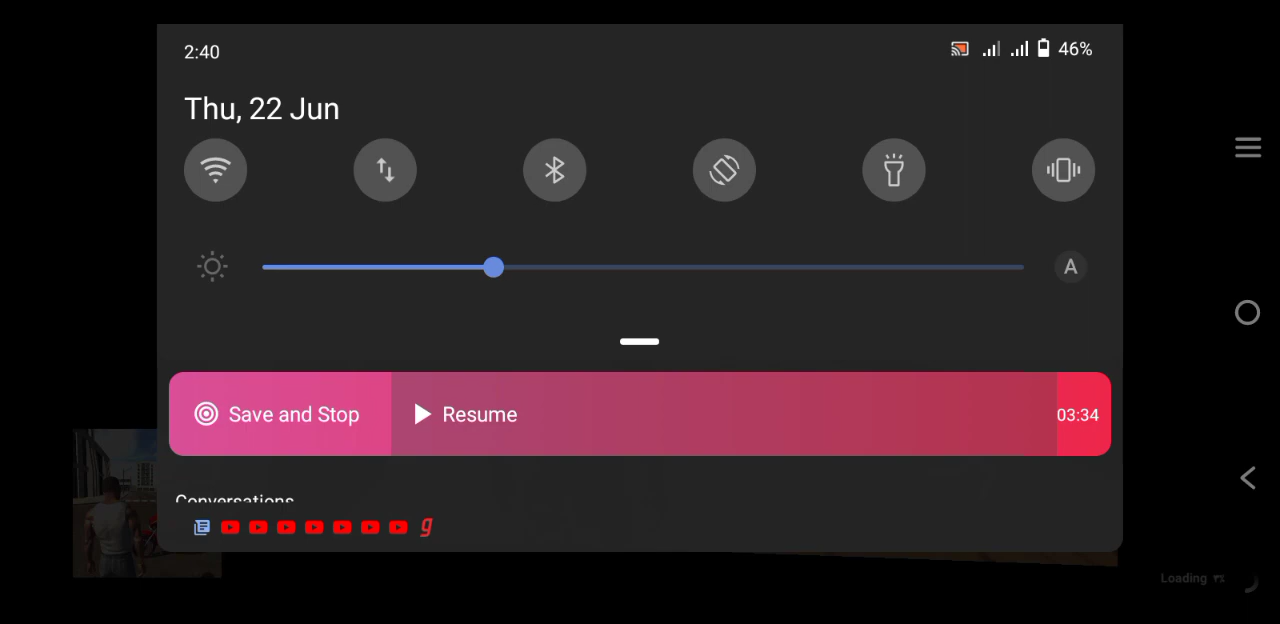 2:40
46%
Thu, 22 Jun
A
Save and Stop
Resume
03:34
Conversations
g
Loading